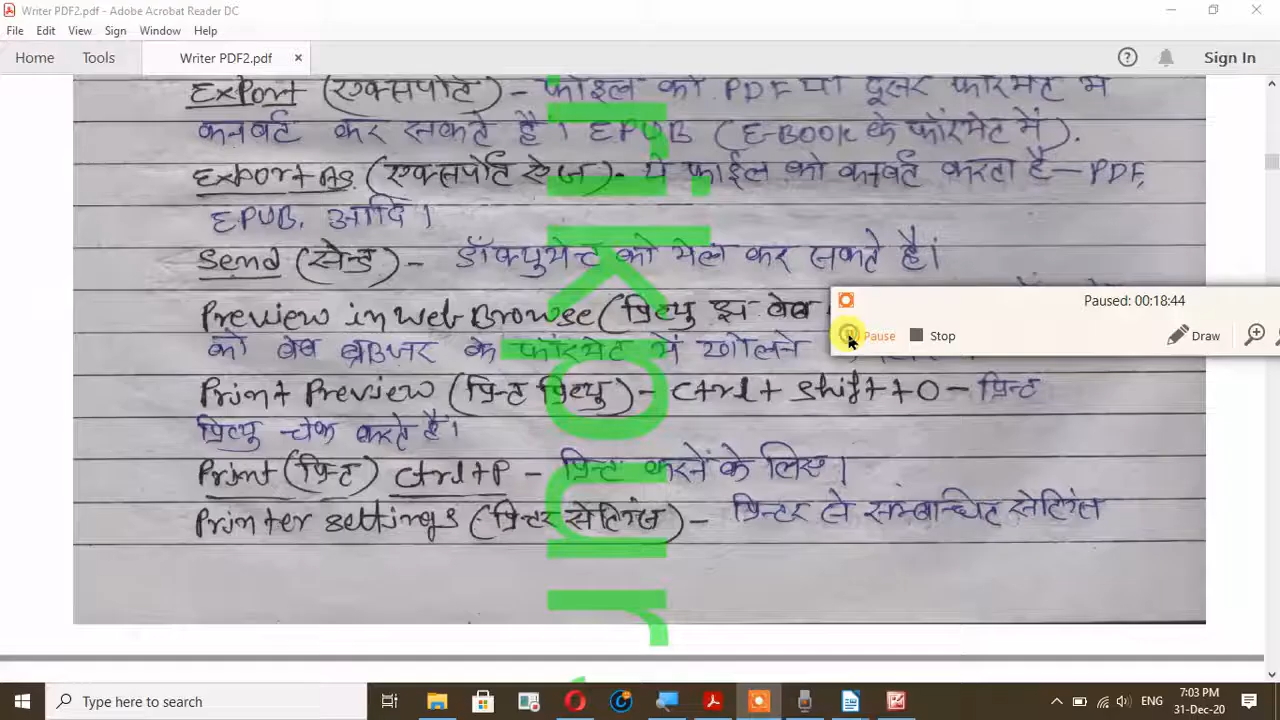 Writer PDF2.pdf - Adobe Acrobat Reader DC
File Edit View Sign Window Help
Home Tools Writer PDF2.pdf × Sign In
Export (एक्सपोर्ट) - फाईल को PDF या दूसरे फॉरमेट में
कनवर्ट कर सकते है। EPUB (E-BOOK के फॉरमेट में).
Export As (एक्सपोर्ट ऐज) - ये फाईल को कनवर्ट करता है - PDF,
EPUB, आदि।
Send (सेन्ड) - डॉक्युमेन्ट को मेल कर सकते है।
Preview in web Browse (प्रिव्यु इन वेब
को वेब ब्राउजर के फॉरमेट में खोलने
Print Preview (प्रिन्ट प्रिव्यु) - Ctrl + Shift + O - प्रिन्ट
प्रिव्यु चेक करते है।
Print (प्रिन्ट) Ctrl+P - प्रिन्ट करनें के लिए।
Printer settings (प्रिन्टर सेटिंग्स) - प्रिन्टर से सम्बन्धित सेटिंग्स
Paused: 00:18:44
Pause Stop Draw
Type here to search
ENG 7:03 PM
31-Dec-20